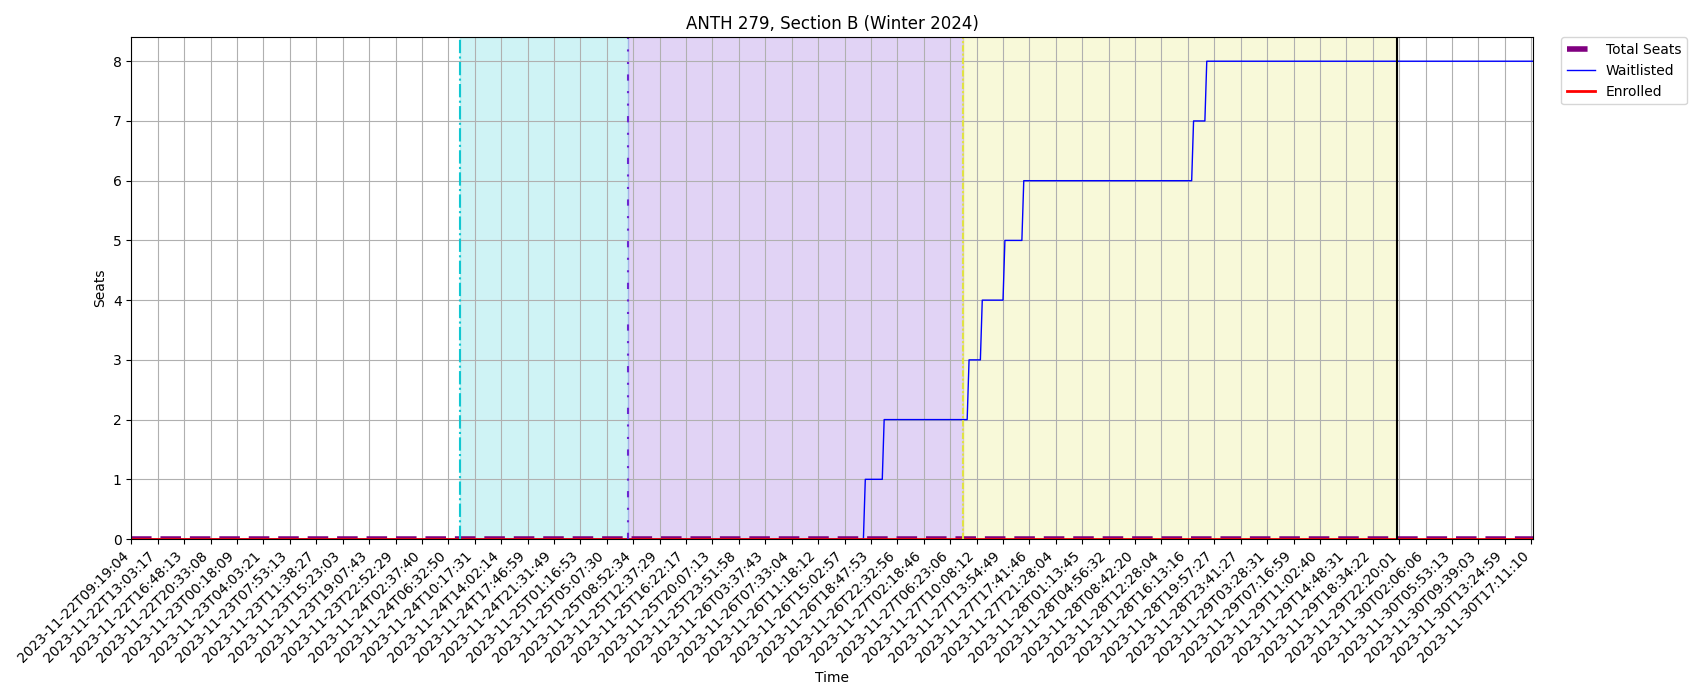 ANTH 279, Section B (Winter 2024)
Total Seats
Waitlisted
Enrolled
8
7
6
5
4
3
2
1
0
Seats
2023-11-22T09:19:04
2023-11-22T13:03:17
2023-11-22T16:48:13
2023-11-22T20:33:08
2023-11-23T00:18:09
2023-11-23T04:03:21
2023-11-23T07:53:13
2023-11-23T11:38:27
2023-11-23T15:23:03
2023-11-23T19:07:43
2023-11-23T22:52:29
2023-11-24T02:37:40
2023-11-24T06:32:50
2023-11-24T10:17:31
2023-11-24T14:02:14
2023-11-24T17:46:59
2023-11-24T21:31:49
2023-11-25T01:16:53
2023-11-25T05:07:30
2023-11-25T08:52:34
2023-11-25T12:37:29
2023-11-25T16:22:17
2023-11-25T20:07:13
2023-11-25T23:51:58
2023-11-26T03:37:43
2023-11-26T07:33:04
2023-11-26T11:18:12
2023-11-26T15:02:57
2023-11-26T18:47:53
2023-11-26T22:32:56
2023-11-27T02:18:46
2023-11-27T06:23:06
2023-11-27T10:08:12
2023-11-27T13:54:49
2023-11-27T17:41:46
2023-11-27T21:28:04
2023-11-28T01:13:45
2023-11-28T04:56:32
2023-11-28T08:42:20
2023-11-28T12:28:04
2023-11-28T16:13:16
2023-11-28T19:57:27
2023-11-28T23:41:27
2023-11-29T03:28:31
2023-11-29T07:16:59
2023-11-29T11:02:40
2023-11-29T14:48:31
2023-11-29T18:34:22
2023-11-29T22:20:01
2023-11-30T02:06:06
2023-11-30T05:53:13
2023-11-30T09:39:03
2023-11-30T13:24:59
2023-11-30T17:11:10
Time